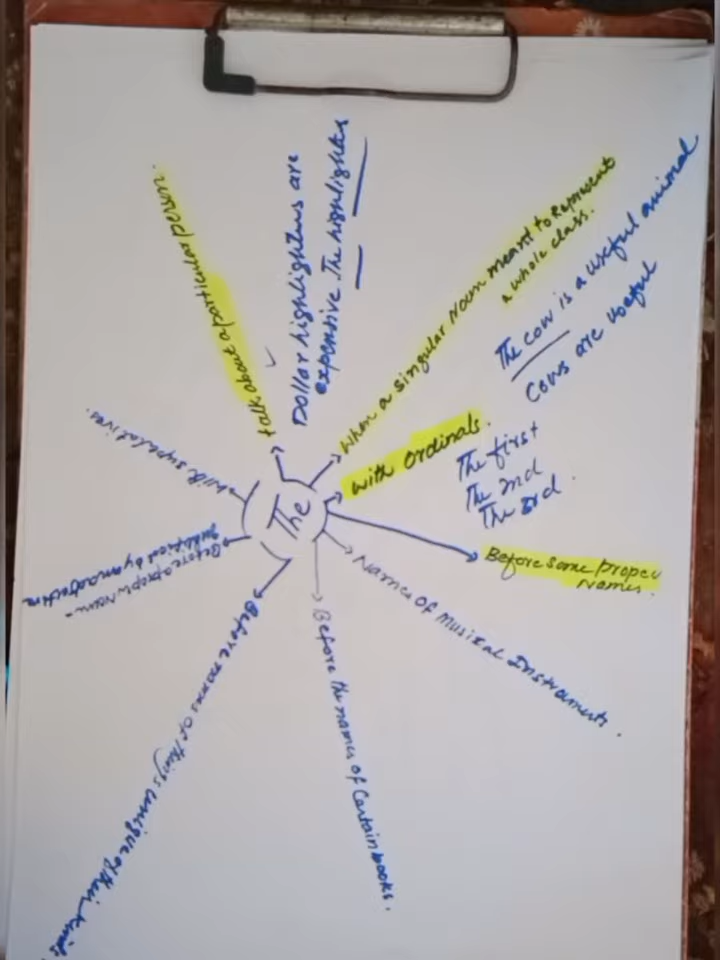 The
talk about a particular person.
Dollar highlighters are
expensive. The highlighters
When a singular Noun meant to Represent
a whole class.
The cow is a useful animal
Cows are useful
with ordinals.
The first
The 2nd
The 3rd.
Before some proper
Names.
Names of Musical Instruments.
Before the names of Certain books.
Before names of things unique of their kinds
Before a proper Noun
by an adjective
with superlatives.